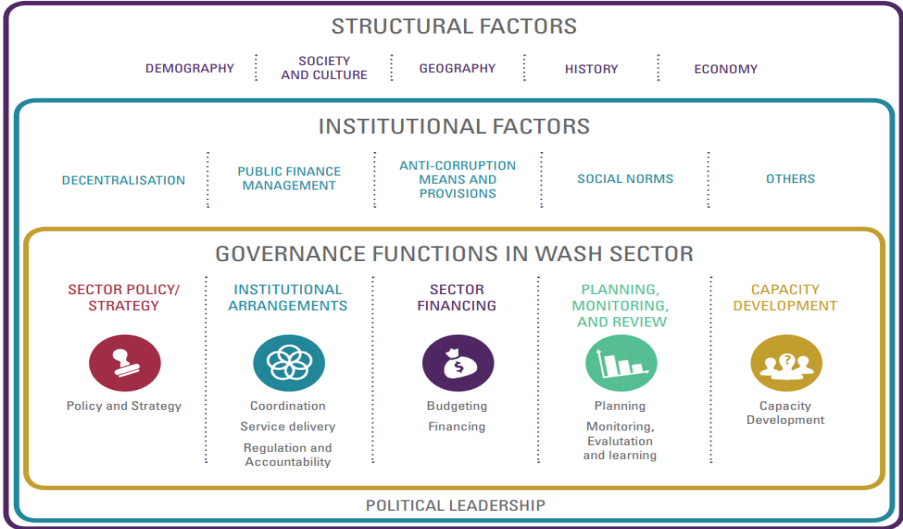 STRUCTURAL FACTORS
DEMOGRAPHY
SOCIETY
AND CULTURE
GEOGRAPHY
HISTORY
ECONOMY
INSTITUTIONAL FACTORS
DECENTRALISATION
PUBLIC FINANCE
MANAGEMENT
ANTI-CORRUPTION
MEANS AND
PROVISIONS
SOCIAL NORMS
OTHERS
GOVERNANCE FUNCTIONS IN WASH SECTOR
SECTOR POLICY/
STRATEGY
Policy and Strategy
INSTITUTIONAL
ARRANGEMENTS
Coordination
Service delivery
Regulation and
Accountability
SECTOR
FINANCING
$
Budgeting
Financing
PLANNING,
MONITORING,
AND REVIEW
Planning
Monitoring,
Evalutation
and learning
CAPACITY
DEVELOPMENT
?
Capacity
Development
POLITICAL LEADERSHIP